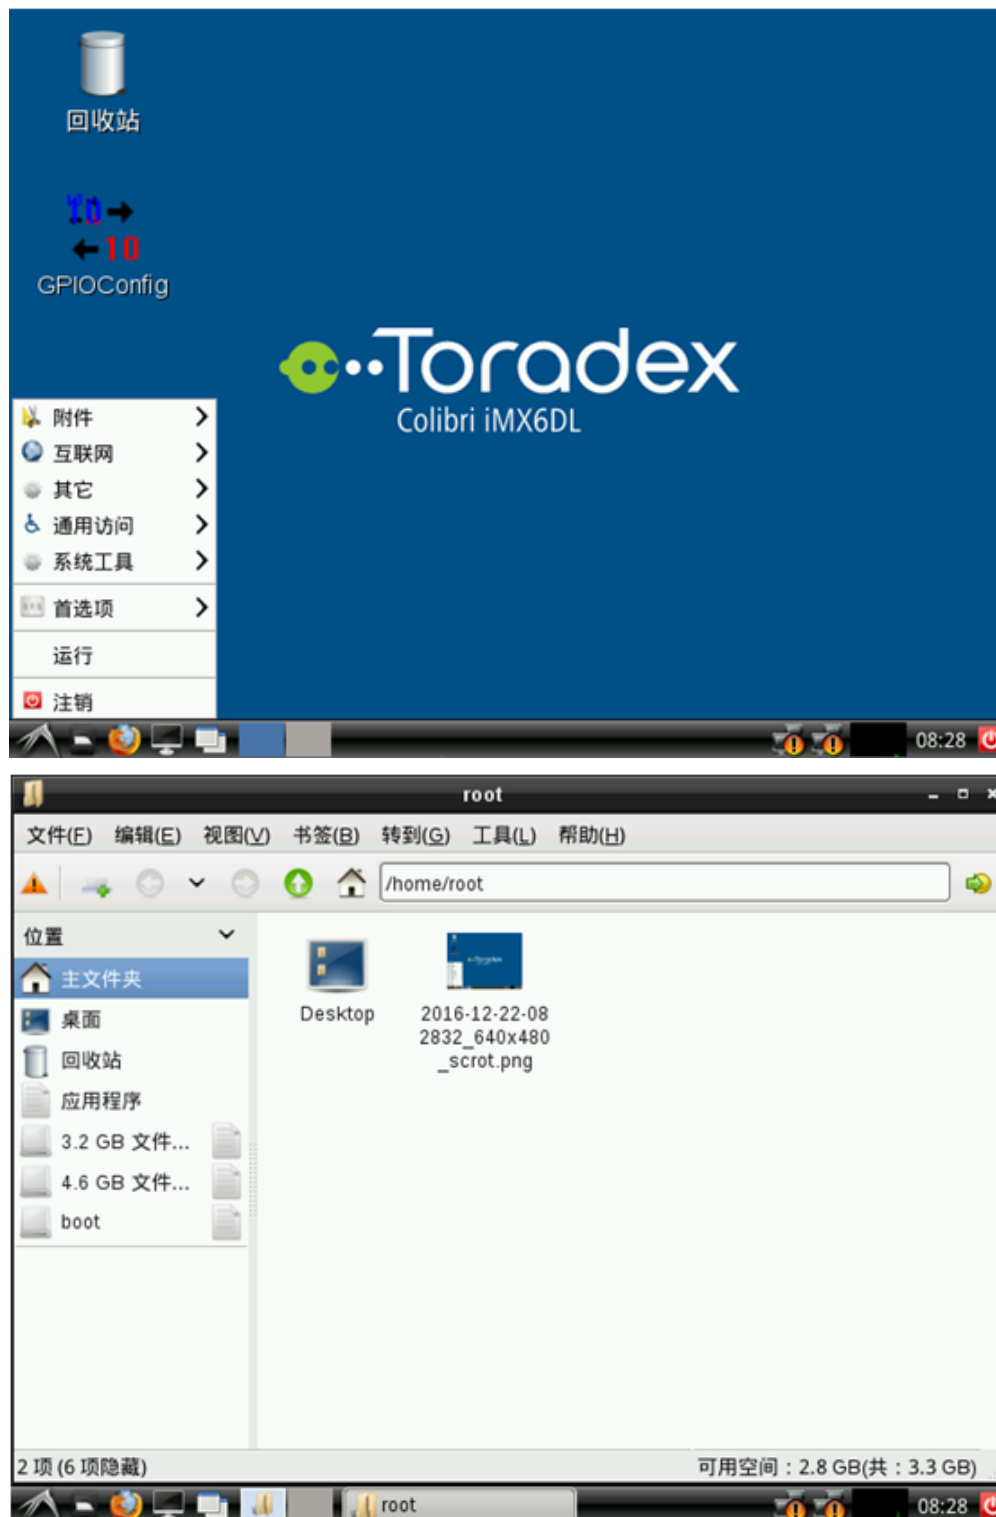 回收站
10
10
GPIOConfig
Toradex
Colibri iMX6DL
附件
互联网
其它
通用访问
系统工具
首选项
运行
注销
08:28
root
文件(F) 编辑(E) 视图(V) 书签(B) 转到(G) 工具(L) 帮助(H)
/home/root
位置
主文件夹
桌面
回收站
应用程序
3.2 GB 文件...
4.6 GB 文件...
boot
Desktop
2016-12-22-08
2832_640x480
_scrot.png
2 项 (6 项隐藏)
可用空间：2.8 GB(共：3.3 GB)
root
08:28